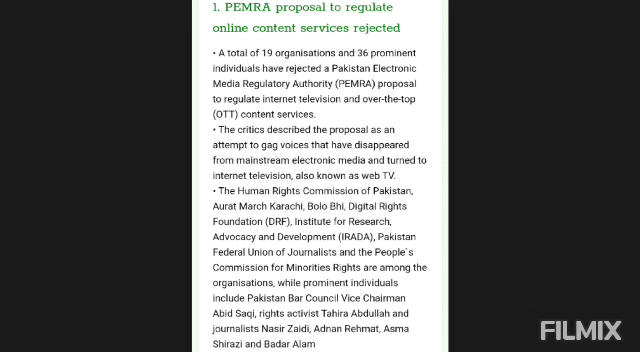 1. PEMRA proposal to regulate
online content services rejected
• A total of 19 organisations and 36 prominent
individuals have rejected a Pakistan Electronic
Media Regulatory Authority (PEMRA) proposal
to regulate internet television and over-the-top
(OTT) content services.
• The critics described the proposal as an
attempt to gag voices that have disappeared
from mainstream electronic media and turned to
internet television, also known as web TV.
• The Human Rights Commission of Pakistan,
Aurat March Karachi, Bolo Bhi, Digital Rights
Foundation (DRF), Institute for Research,
Advocacy and Development (IRADA), Pakistan
Federal Union of Journalists and the People`s
Commission for Minorities Rights are among the
organisations, while prominent individuals
include Pakistan Bar Council Vice Chairman
Abid Saqi, rights activist Tahira Abdullah and
journalists Nasir Zaidi, Adnan Rehmat, Asma
Shirazi and Badar Alam
FILMIX